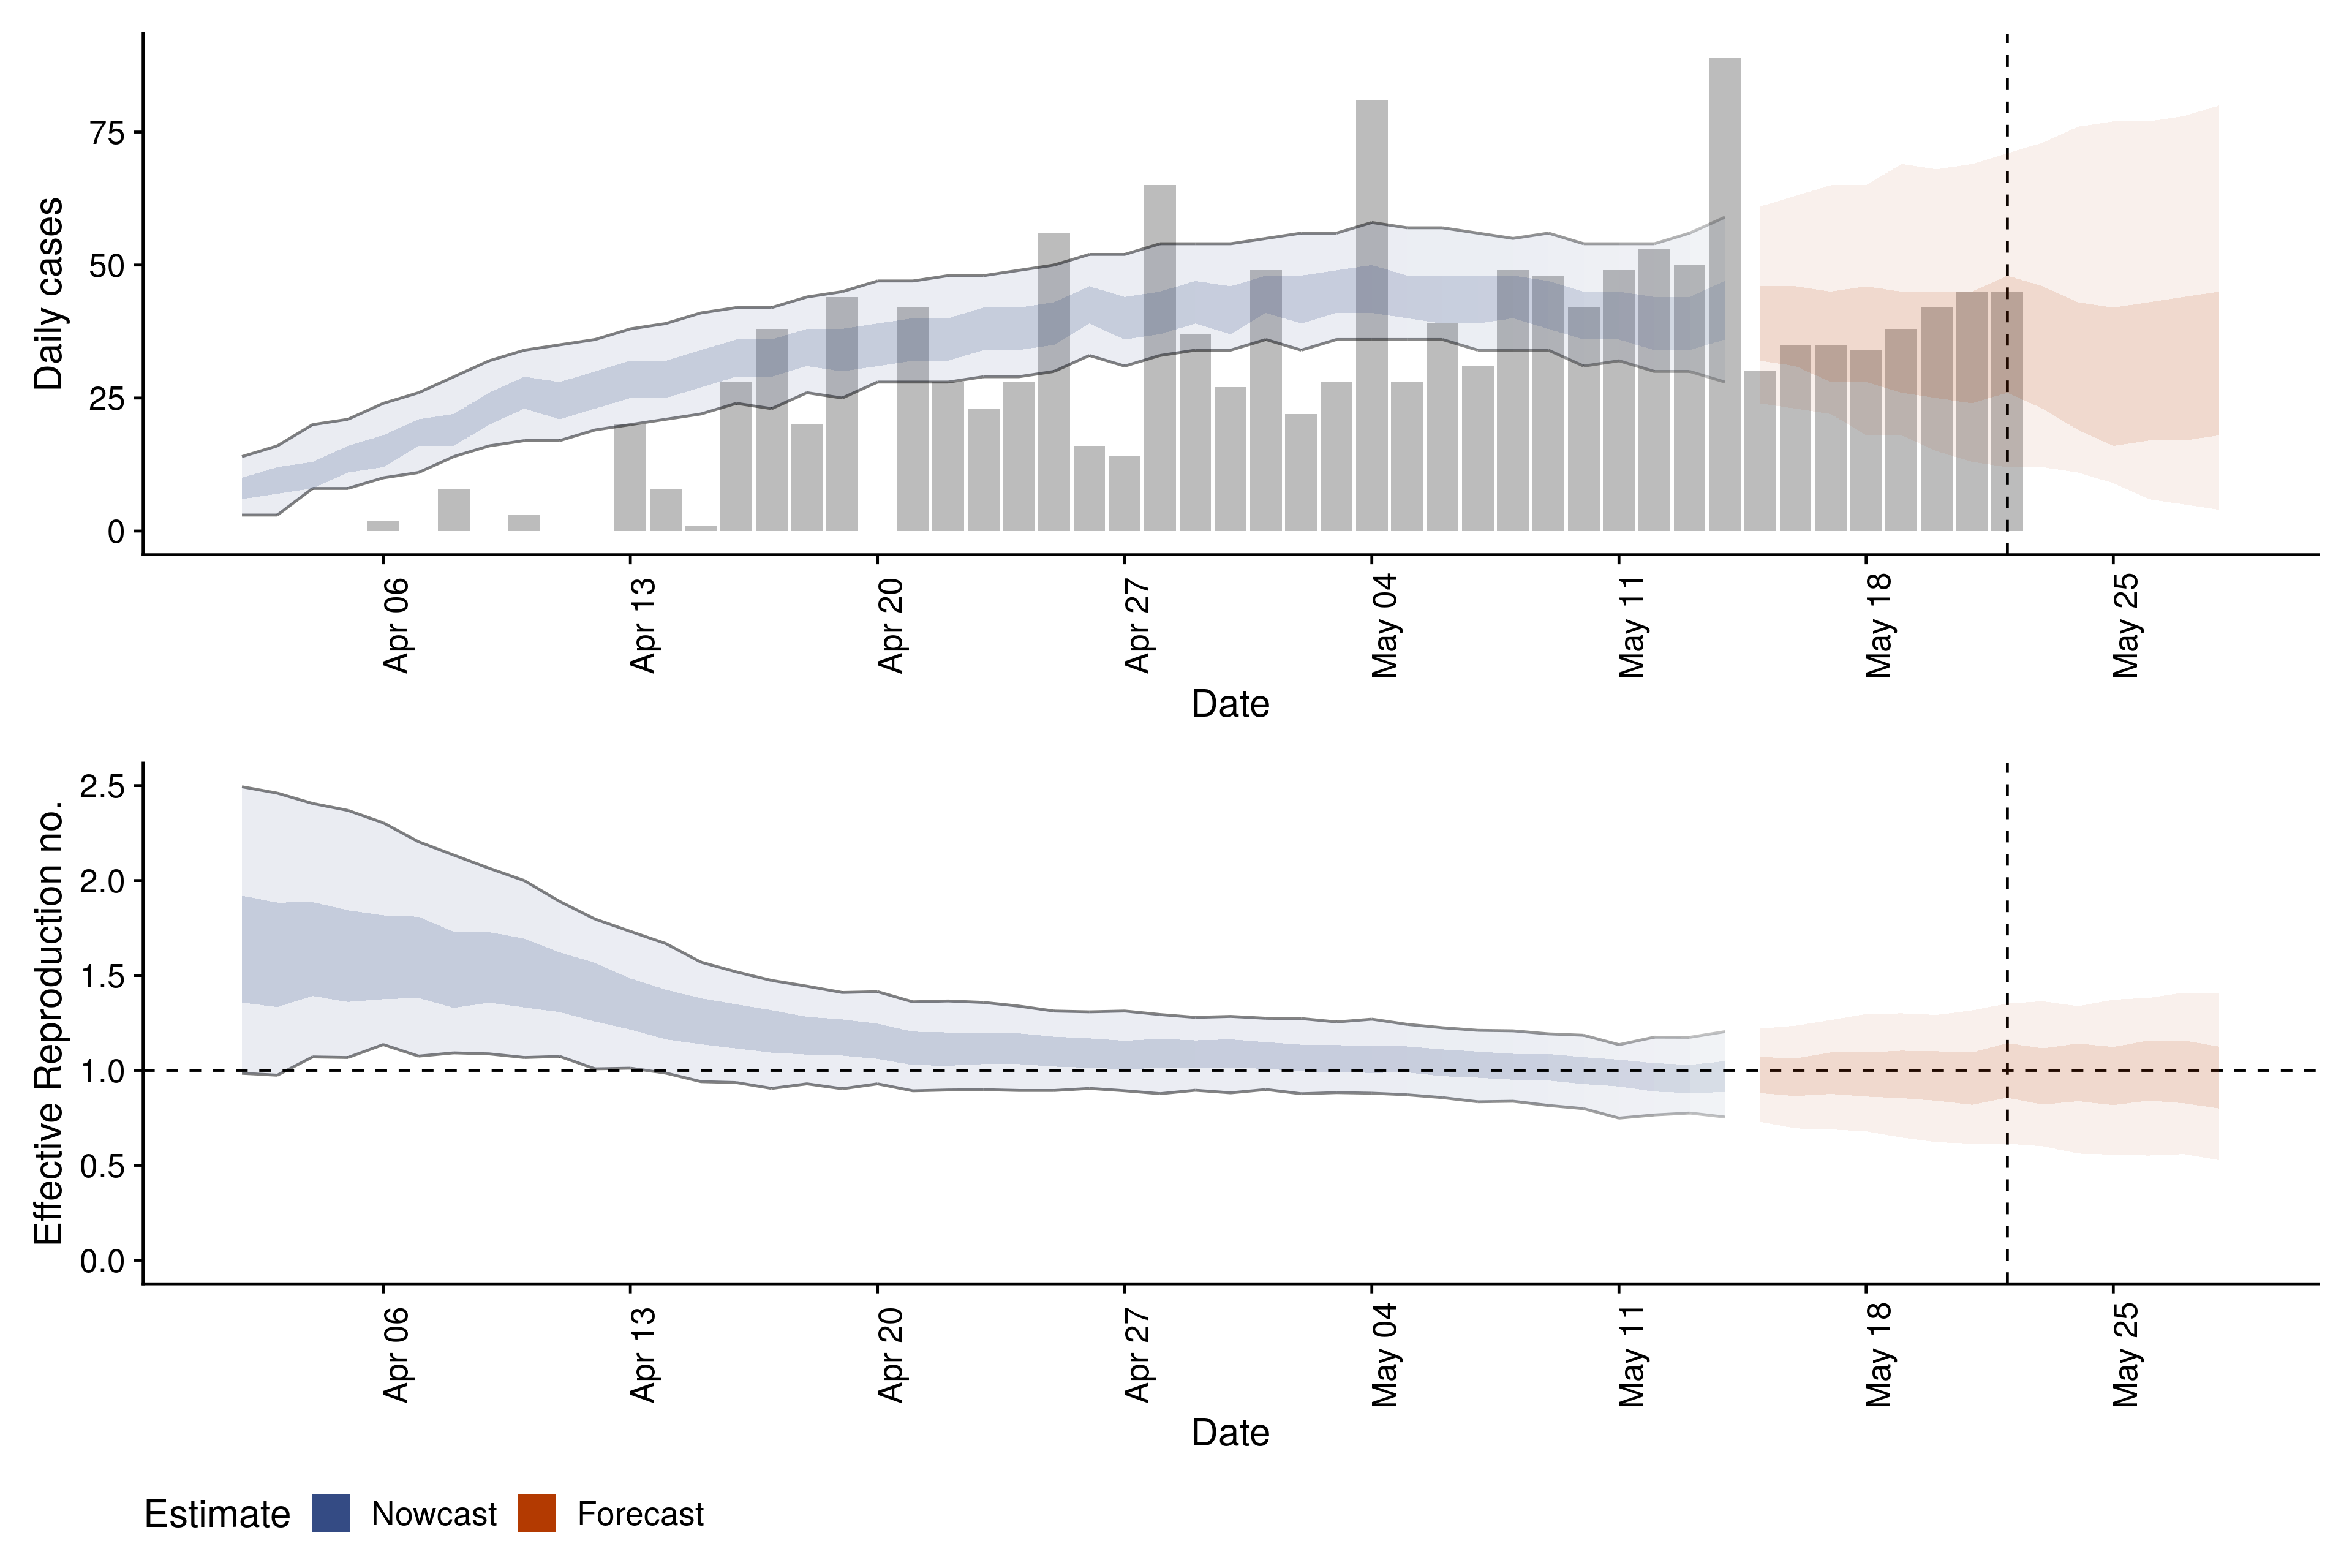 Daily cases
75
50
25
0
Apr 06
Apr 13
Apr 20
Apr 27
May 04
May 11
May 18
May 25
Date
Effective Reproduction no.
2.5
2.0
1.5
1.0
0.5
0.0
Apr 06
Apr 13
Apr 20
Apr 27
May 04
May 11
May 18
May 25
Date
Estimate Nowcast Forecast